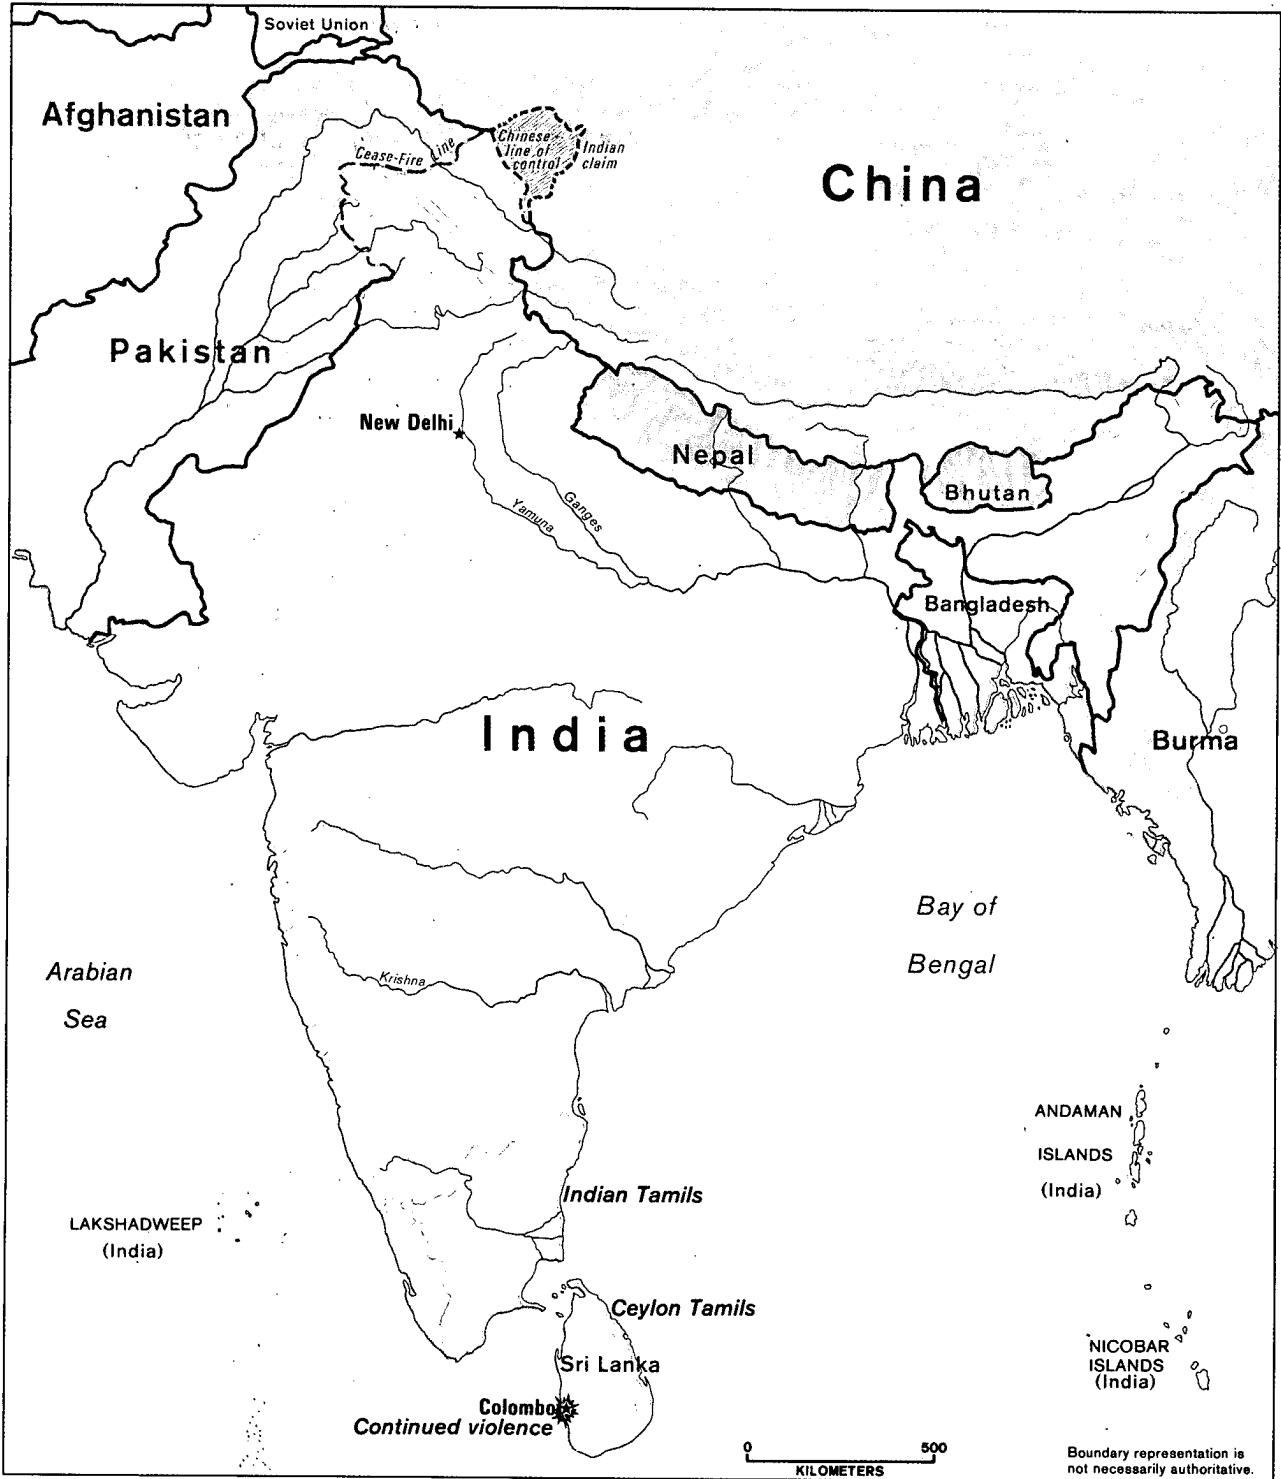 Soviet Union
Afghanistan
Chinese
line of
control
Indian
claim
Cease-Fire Line
China
Pakistan
New Delhi
Nepal
Bhutan
Ganges
Yamuna
Bangladesh
India
Burma
Bay of
Bengal
Arabian
Sea
Krishna
ANDAMAN
ISLANDS
(India)
Indian Tamils
LAKSHADWEEP
(India)
Ceylon Tamils
NICOBAR
ISLANDS
(India)
Sri Lanka
Colombo
Continued violence
0 500
KILOMETERS
Boundary representation is
not necessarily authoritative.